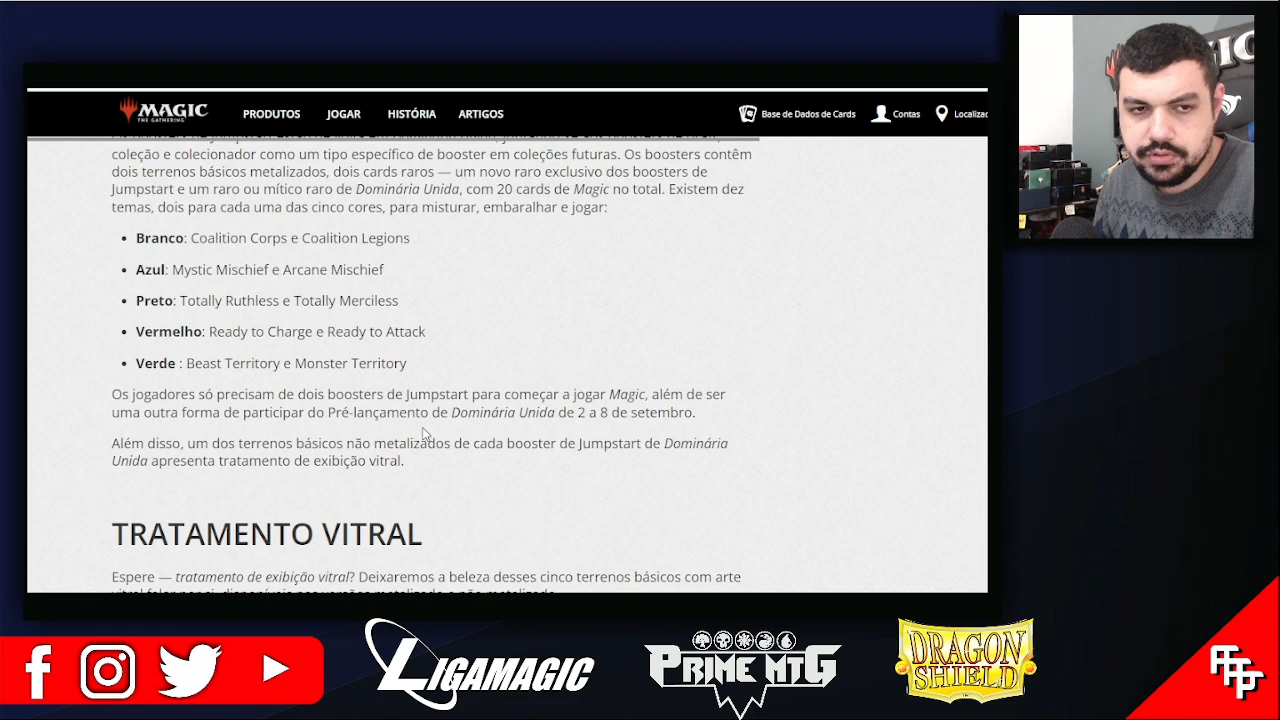 MAGIC
THE GATHERING
PRODUTOS JOGAR HISTÓRIA ARTIGOS
Base de Dados de Cards Contas Localizaç
coleção e colecionador como um tipo específico de booster em coleções futuras. Os boosters contêm
dois terrenos básicos metalizados, dois cards raros — um novo raro exclusivo dos boosters de
Jumpstart e um raro ou mítico raro de Dominária Unida, com 20 cards de Magic no total. Existem dez
temas, dois para cada uma das cinco cores, para misturar, embaralhar e jogar:
• Branco: Coalition Corps e Coalition Legions
• Azul: Mystic Mischief e Arcane Mischief
• Preto: Totally Ruthless e Totally Merciless
• Vermelho: Ready to Charge e Ready to Attack
• Verde : Beast Territory e Monster Territory
Os jogadores só precisam de dois boosters de Jumpstart para começar a jogar Magic, além de ser
uma outra forma de participar do Pré-lançamento de Dominária Unida de 2 a 8 de setembro.
Além disso, um dos terrenos básicos não metalizados de cada booster de Jumpstart de Dominária
Unida apresenta tratamento de exibição vitral.
TRATAMENTO VITRAL
Espere — tratamento de exibição vitral? Deixaremos a beleza desses cinco terrenos básicos com arte
LIGAMAGIC
PRIME MTG
DRAGON
SHIELD